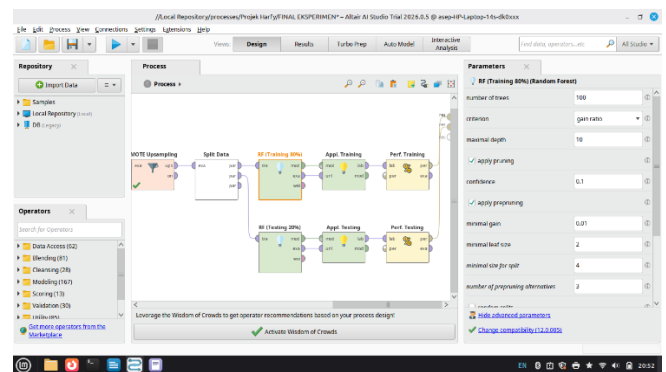 //Local Repository/processes/Projek Harfy/FINAL EKSPERIMEN* – Altair AI Studio Trial 2026.0.5 @ asep-HP-Laptop-14s-dk0xxx
File Edit Process View Connections Settings Extensions Help
Views: Design Results Turbo Prep Auto Model Interactive Analysis
Find data, operators...etc All Studio
Repository
Import Data
Samples
Local Repository (Local)
DB (Legacy)
Operators
Search for Operators
Data Access (62)
Blending (81)
Cleansing (28)
Modeling (167)
Scoring (13)
Validation (30)
Utility (85)
Get more operators from the
Marketplace
Process
Process
MOTE Upsampling Split Data RF (Training 80%) Appl. Training Perf. Training
RF (Testing 20%) Appl. Testing Perf. Testing
Leverage the Wisdom of Crowds to get operator recommendations based on your process design!
Activate Wisdom of Crowds
Parameters
RF (Training 80%) (Random Forest)
number of trees 100
criterion gain ratio
maximal depth 10
apply pruning
confidence 0.1
apply prepruning
minimal gain 0.01
minimal leaf size 2
minimal size for split 4
number of prepruning alternatives 3
random splits
Hide advanced parameters
Change compatibility (12.0.005)
EN 20:52